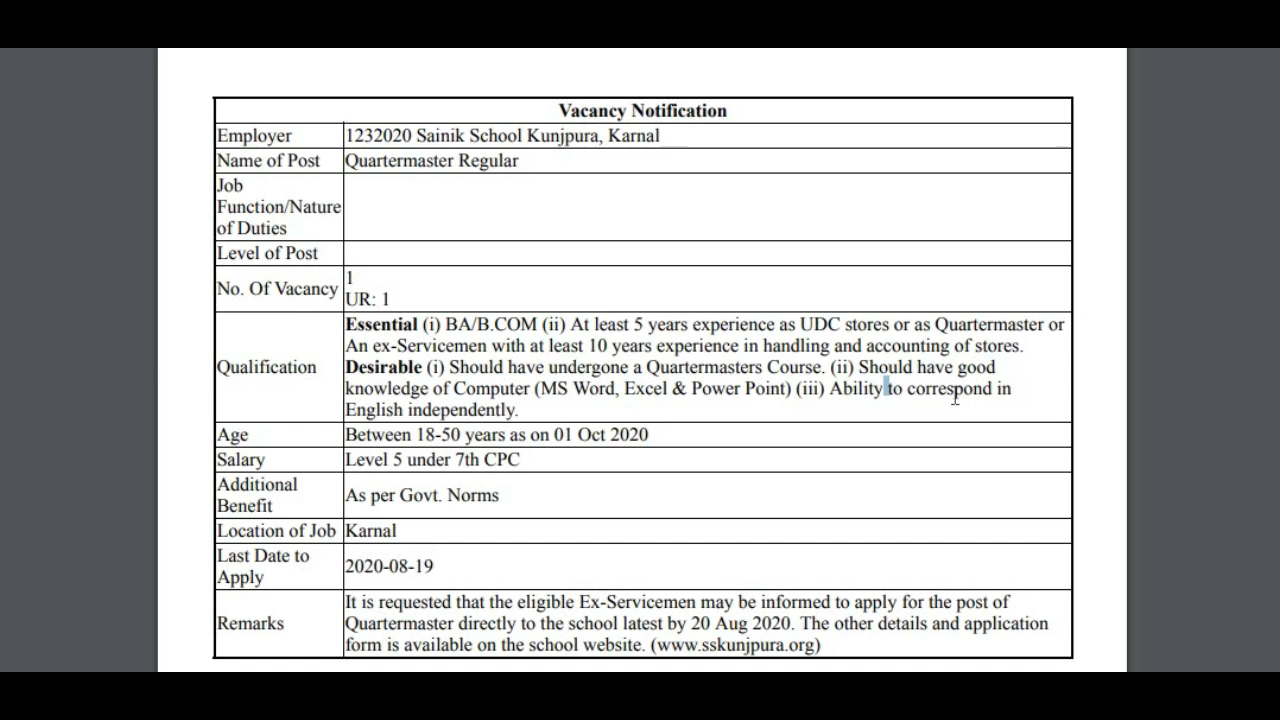 Vacancy Notification
Employer 1232020 Sainik School Kunjpura, Karnal
Name of Post Quartermaster Regular
Job
Function/Nature
of Duties
Level of Post
No. Of Vacancy
1
UR: 1
Qualification
Essential (i) BA/B.COM (ii) At least 5 years experience as UDC stores or as Quartermaster or
An ex-Servicemen with at least 10 years experience in handling and accounting of stores.
Desirable (i) Should have undergone a Quartermasters Course. (ii) Should have good
knowledge of Computer (MS Word, Excel & Power Point) (iii) Ability to correspond in
English independently.
Age Between 18-50 years as on 01 Oct 2020
Salary Level 5 under 7th CPC
Additional
Benefit
As per Govt. Norms
Location of Job Karnal
Last Date to
Apply
2020-08-19
Remarks
It is requested that the eligible Ex-Servicemen may be informed to apply for the post of
Quartermaster directly to the school latest by 20 Aug 2020. The other details and application
form is available on the school website. (www.sskunjpura.org)